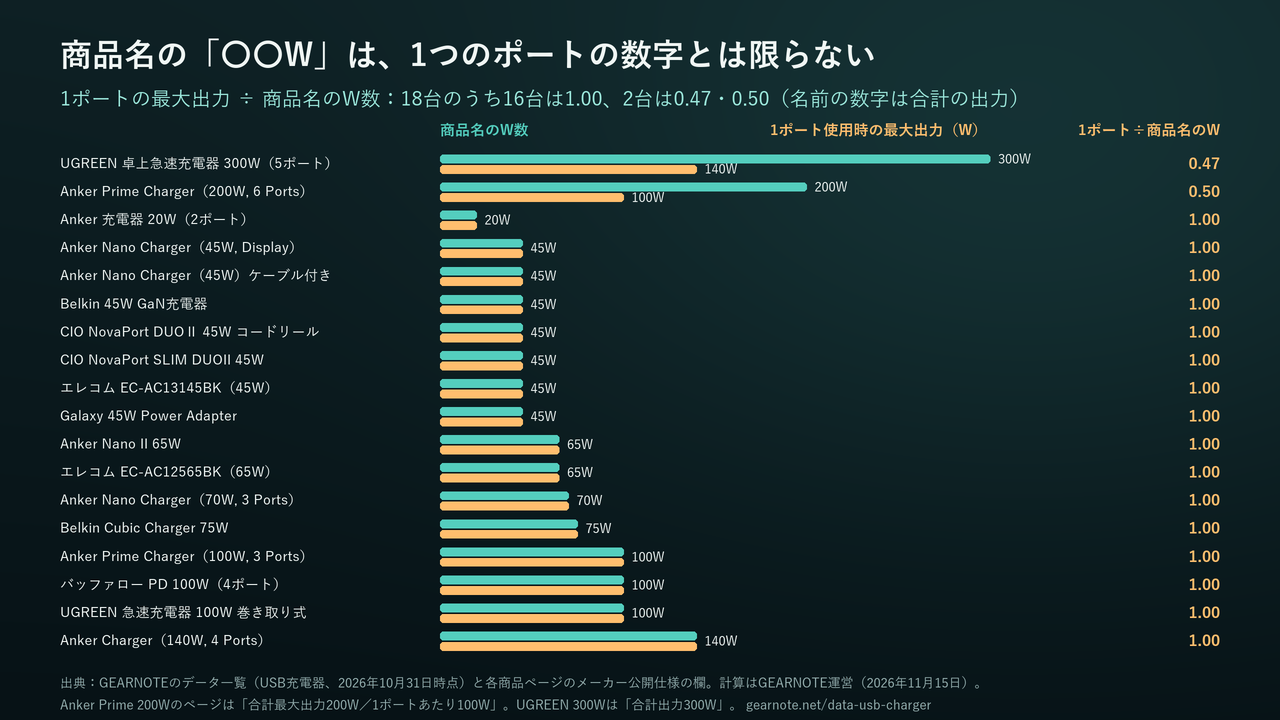 商品名の「〇〇W」は、1つのポートの数字とは限らない
1ポートの最大出力 ÷ 商品名のW数：18台のうち16台は1.00、2台は0.47・0.50（名前の数字は合計の出力）
商品名のW数 1ポート使用時の最大出力（W） 1ポート÷商品名のW
UGREEN 卓上急速充電器 300W（5ポート） 300W 140W 0.47
Anker Prime Charger（200W, 6 Ports） 200W 100W 0.50
Anker 充電器 20W（2ポート） 20W 1.00
Anker Nano Charger（45W, Display） 45W 1.00
Anker Nano Charger（45W）ケーブル付き 45W 1.00
Belkin 45W GaN充電器 45W 1.00
CIO NovaPort DUOⅡ 45W コードリール 45W 1.00
CIO NovaPort SLIM DUOII 45W 45W 1.00
エレコム EC-AC13145BK（45W） 45W 1.00
Galaxy 45W Power Adapter 45W 1.00
Anker Nano II 65W 65W 1.00
エレコム EC-AC12565BK（65W） 65W 1.00
Anker Nano Charger（70W, 3 Ports） 70W 1.00
Belkin Cubic Charger 75W 75W 1.00
Anker Prime Charger（100W, 3 Ports） 100W 1.00
バッファロー PD 100W（4ポート） 100W 1.00
UGREEN 急速充電器 100W 巻き取り式 100W 1.00
Anker Charger（140W, 4 Ports） 140W 1.00
出典：GEARNOTEのデータ一覧（USB充電器、2026年10月31日時点）と各商品ページのメーカー公開仕様の欄。計算はGEARNOTE運営（2026年11月15日）。
Anker Prime 200Wのページは「合計最大出力200W／1ポートあたり100W」。UGREEN 300Wは「合計出力300W」。 gearnote.net/data-usb-charger